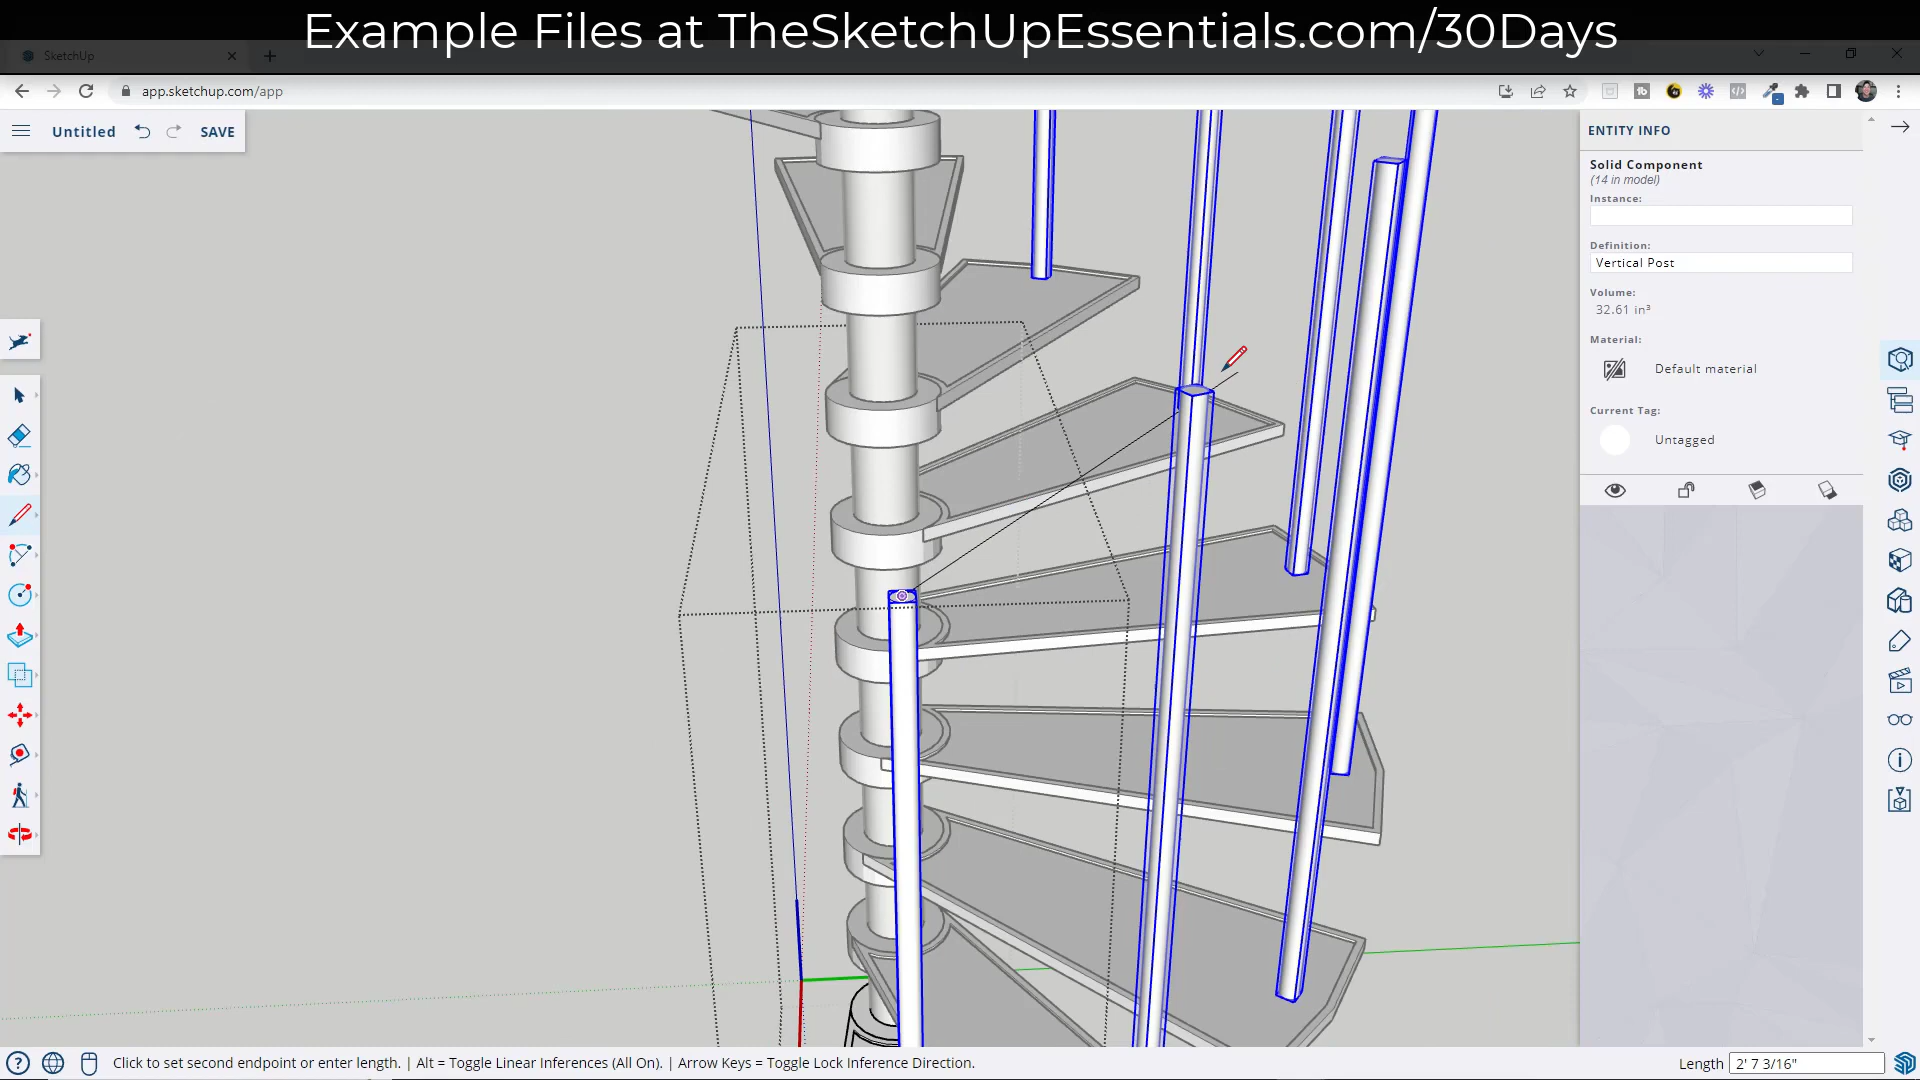 Example Files at TheSketchUpEssentials.com/30Days
SketchUp
app.sketchup.com/app
Untitled
SAVE
ENTITY INFO
Solid Component
(14 in model)
Instance:
Definition:
Vertical Post
Volume:
32.61 in³
Material:
Default material
Current Tag:
Untagged
Click to set second endpoint or enter length. | Alt = Toggle Linear Inferences (All On). | Arrow Keys = Toggle Lock Inference Direction.
Length 2' 7 3/16"